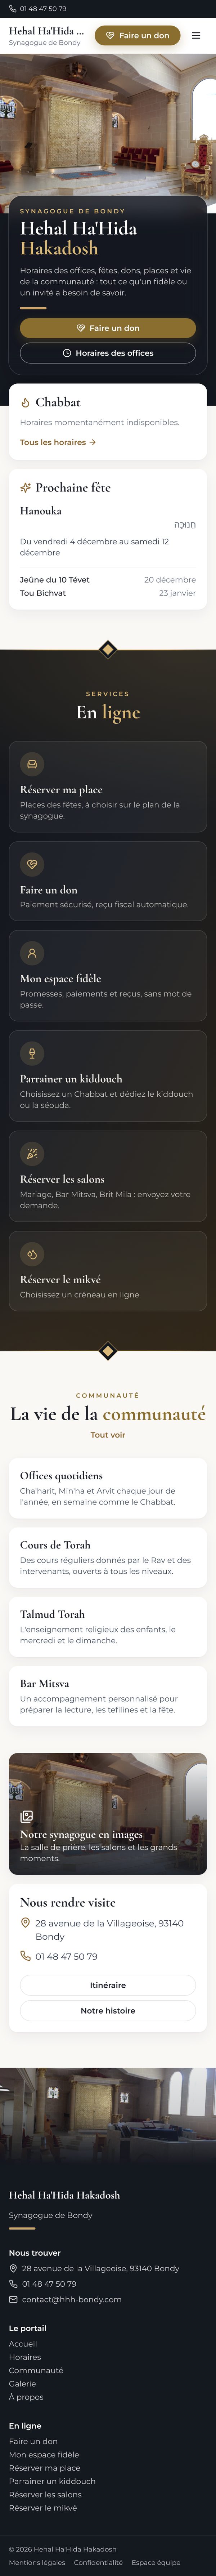 01 48 47 50 79
Hehal Ha'Hida ...
Synagogue de Bondy
Faire un don
SYNAGOGUE DE BONDY
Hehal Ha'Hida
Hakadosh
Horaires des offices, fêtes, dons, places et vie
de la communauté : tout ce qu'un fidèle ou
un invité a besoin de savoir.
Faire un don
Horaires des offices
Chabbat
Horaires momentanément indisponibles.
Tous les horaires
Prochaine fête
Hanouka
חֲנוּכָּה
Du vendredi 4 décembre au samedi 12
décembre
Jeûne du 10 Tévet 20 décembre
Tou Bichvat 23 janvier
SERVICES
En ligne
Réserver ma place
Places des fêtes, à choisir sur le plan de la
synagogue.
Faire un don
Paiement sécurisé, reçu fiscal automatique.
Mon espace fidèle
Promesses, paiements et reçus, sans mot de
passe.
Parrainer un kiddouch
Choisissez un Chabbat et dédiez le kiddouch
ou la séouda.
Réserver les salons
Mariage, Bar Mitsva, Brit Mila : envoyez votre
demande.
Réserver le mikvé
Choisissez un créneau en ligne.
COMMUNAUTÉ
La vie de la communauté
Tout voir
Offices quotidiens
Cha'harit, Min'ha et Arvit chaque jour de
l'année, en semaine comme le Chabbat.
Cours de Torah
Des cours réguliers donnés par le Rav et des
intervenants, ouverts à tous les niveaux.
Talmud Torah
L'enseignement religieux des enfants, le
mercredi et le dimanche.
Bar Mitsva
Un accompagnement personnalisé pour
préparer la lecture, les tefilines et la fête.
Notre synagogue en images
La salle de prière, les salons et les grands
moments.
Nous rendre visite
28 avenue de la Villageoise, 93140
Bondy
01 48 47 50 79
Itinéraire
Notre histoire
Hehal Ha'Hida Hakadosh
Synagogue de Bondy
Nous trouver
28 avenue de la Villageoise, 93140 Bondy
01 48 47 50 79
contact@hhh-bondy.com
Le portail
Accueil
Horaires
Communauté
Galerie
À propos
En ligne
Faire un don
Mon espace fidèle
Réserver ma place
Parrainer un kiddouch
Réserver les salons
Réserver le mikvé
© 2026 Hehal Ha'Hida Hakadosh
Mentions légales Confidentialité Espace équipe